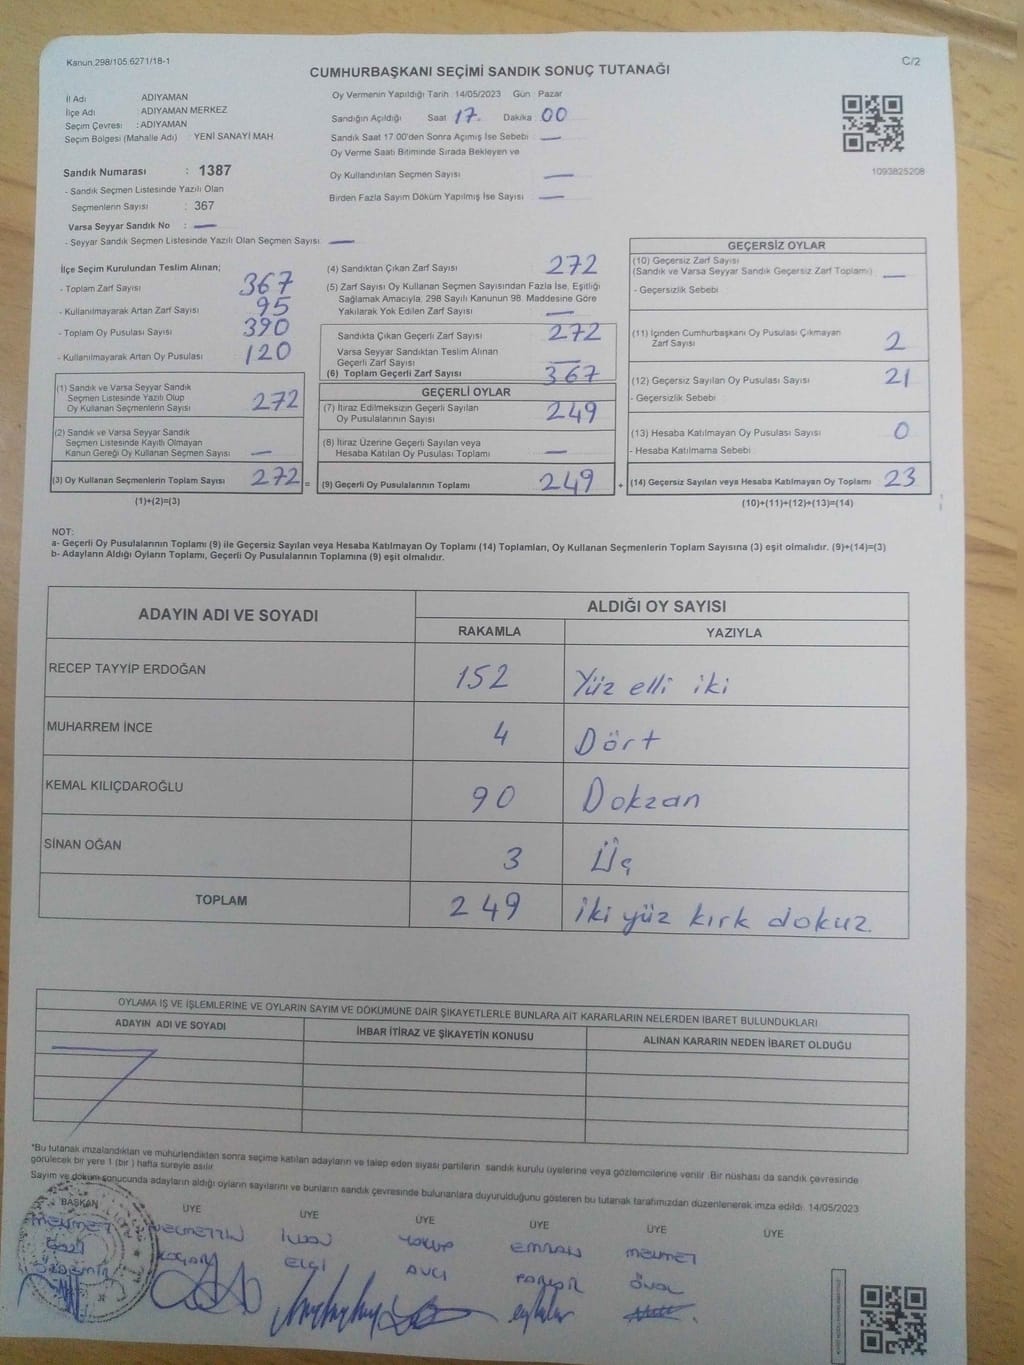 Kanun.298/105.6271/18-1
C/2
CUMHURBAŞKANI SEÇİMİ SANDIK SONUÇ TUTANAĞI
İl Adı ADIYAMAN
İlçe Adı ADIYAMAN MERKEZ
Seçim Çevresi : ADIYAMAN
Seçim Bölgesi (Mahalle Adı) : YENİ SANAYİ MAH
Oy Vermenin Yapıldığı Tarih 14/05/2023 Gün : Pazar
Sandığın Açıldığı Saat 17. Dakika 00
Sandık Saat 17.00'den Sonra Açımış İse Sebebi —
Oy Verme Saati Bitiminde Sırada Bekleyen ve
Oy Kullandırılan Seçmen Sayısı —
Birden Fazla Sayım Döküm Yapılmış İse Sayısı —
1093825208
Sandık Numarası : 1387
- Sandık Seçmen Listesinde Yazılı Olan
Seçmenlerin Sayısı : 367
Varsa Seyyar Sandık No : —
- Seyyar Sandık Seçmen Listesinde Yazılı Olan Seçmen Sayısı —
İlçe Seçim Kurulundan Teslim Alınan;
- Toplam Zarf Sayısı 367
- Kullanılmayarak Artan Zarf Sayısı 95
- Toplam Oy Pusulası Sayısı 390
- Kullanılmayarak Artan Oy Pusulası 120
(1) Sandık ve Varsa Seyyar Sandık
Seçmen Listesinde Yazılı Olup
Oy Kullanan Seçmenlerin Sayısı 272
(2) Sandık ve Varsa Seyyar Sandık
Seçmen Listesinde Kayıtlı Olmayan
Kanun Gereği Oy Kullanan Seçmen Sayısı —
(3) Oy Kullanan Seçmenlerin Toplam Sayısı 272 =
(1)+(2)=(3)
(4) Sandıktan Çıkan Zarf Sayısı 272
(5) Zarf Sayısı Oy Kullanan Seçmen Sayısından Fazla İse, Eşitliği
Sağlamak Amacıyla, 298 Sayılı Kanunun 98. Maddesine Göre
Yakılarak Yok Edilen Zarf Sayısı —
Sandıkta Çıkan Geçerli Zarf Sayısı 272
Varsa Seyyar Sandıktan Teslim Alınan
Geçerli Zarf Sayısı —
(6) Toplam Geçerli Zarf Sayısı 367
GEÇERLİ OYLAR
(7) İtiraz Edilmeksizin Geçerli Sayılan
Oy Pusulalarının Sayısı 249
(8) İtiraz Üzerine Geçerli Sayılan veya
Hesaba Katılan Oy Pusulası Toplamı —
(9) Geçerli Oy Pusulalarının Toplamı 249 +
GEÇERSİZ OYLAR
(10) Geçersiz Zarf Sayısı
(Sandık ve Varsa Seyyar Sandık Geçersiz Zarf Toplamı) —
- Geçersizlik Sebebi
(11) İçinden Cumhurbaşkanı Oy Pusulası Çıkmayan
Zarf Sayısı 2
(12) Geçersiz Sayılan Oy Pusulası Sayısı 21
- Geçersizlik Sebebi
(13) Hesaba Katılmayan Oy Pusulası Sayısı 0
- Hesaba Katılmama Sebebi
(14) Geçersiz Sayılan veya Hesaba Katılmayan Oy Toplamı 23
(10)+(11)+(12)+(13)=(14)
NOT:
a- Geçerli Oy Pusulalarının Toplamı (9) ile Geçersiz Sayılan veya Hesaba Katılmayan Oy Toplamı (14) Toplamları, Oy Kullanan Seçmenlerin Toplam Sayısına (3) eşit olmalıdır. (9)+(14)=(3)
b- Adayların Aldığı Oyların Toplamı, Geçerli Oy Pusulalarının Toplamına (9) eşit olmalıdır.
ADAYIN ADI VE SOYADI ALDIĞI OY SAYISI
RAKAMLA YAZIYLA
RECEP TAYYİP ERDOĞAN 152 Yüz elli iki
MUHARREM İNCE 4 Dört
KEMAL KILIÇDAROĞLU 90 Dokzan
SİNAN OĞAN 3 Üç
TOPLAM 249 iki yüz kırk dokuz.
OYLAMA İŞ VE İŞLEMLERİNE VE OYLARIN SAYIM VE DÖKÜMÜNE DAİR ŞİKAYETLERLE BUNLARA AİT KARARLARIN NELERDEN İBARET BULUNDUKLARI
ADAYIN ADI VE SOYADI İHBAR İTİRAZ VE ŞİKAYETİN KONUSU ALINAN KARARIN NEDEN İBARET OLDUĞU
*Bu tutanak imzalandıktan ve mühürlendikten sonra seçime katılan adayların ve talep eden siyasi partilerin sandık kurulu üyelerine veya gözlemcilerine verilir. Bir nüshası da sandık çevresinde
görülecek bir yere 1 (bir) hafta süreyle asılır
Sayım ve döküm sonucunda adayların aldığı oyların sayılarını ve bunların sandık çevresinde bulunanlara duyurulduğunu gösteren bu tutanak tarafımızdan düzenlenerek imza edildi. 14/05/2023
BAŞKAN ÜYE ÜYE ÜYE ÜYE ÜYE ÜYE
MEHMET NECMETTİN YAKUP EMRAH MEHMET
ÖZDEMİR ELÇİ AVCI ÖVAL